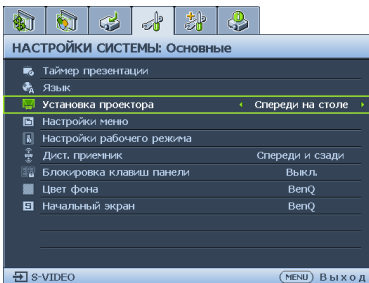 НАСТРОЙКИ СИСТЕМЫ: Основные
Таймер презентации
Язык
Установка проектора Спереди на столе
Настройки меню
Настройки рабочего режима
Дист. приемник Спереди и сзади
Блокировка клавиш панели Выкл.
Цвет фона BenQ
Начальный экран BenQ
S-VIDEO MENU Выход